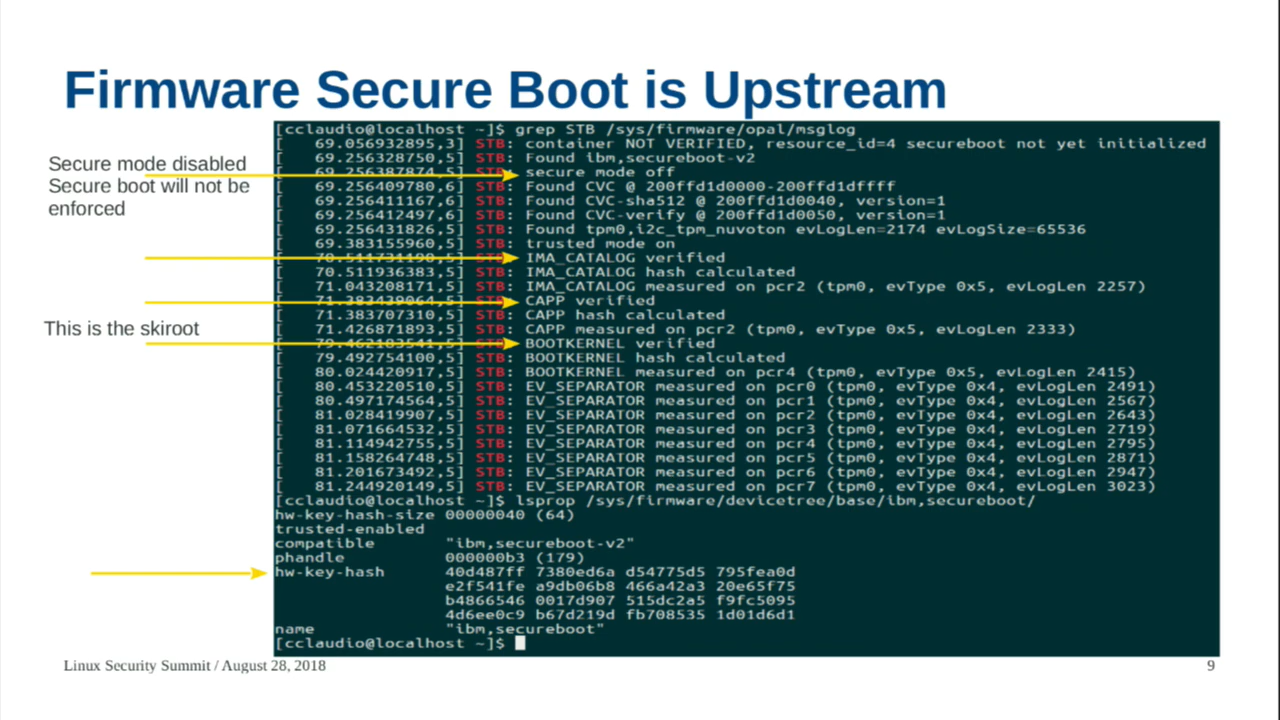 Firmware Secure Boot is Upstream
Secure mode disabled
Secure boot will not be
enforced
This is the skiroot
[cclaudio@localhost ~]$ grep STB /sys/firmware/opal/msglog
[   69.056932895,3] STB: container NOT VERIFIED, resource_id=4 secureboot not yet initialized
[   69.256328750,5] STB: Found ibm,secureboot-v2
[   69.256387874,5] STB: secure mode off
[   69.256409780,6] STB: Found CVC @ 200ffd1d0000-200ffd1dffff
[   69.256411167,6] STB: Found CVC-sha512 @ 200ffd1d0040, version=1
[   69.256412497,6] STB: Found CVC-verify @ 200ffd1d0050, version=1
[   69.256431826,5] STB: Found tpm0,i2c_tpm_nuvoton evLogLen=2174 evLogSize=65536
[   69.383155960,5] STB: trusted mode on
[   70.511731190,5] STB: IMA_CATALOG verified
[   70.511936383,5] STB: IMA_CATALOG hash calculated
[   71.043208171,5] STB: IMA_CATALOG measured on pcr2 (tpm0, evType 0x5, evLogLen 2257)
[   71.383439064,5] STB: CAPP verified
[   71.383707310,5] STB: CAPP hash calculated
[   71.426871893,5] STB: CAPP measured on pcr2 (tpm0, evType 0x5, evLogLen 2333)
[   79.462183541,5] STB: BOOTKERNEL verified
[   79.492754100,5] STB: BOOTKERNEL hash calculated
[   80.024420917,5] STB: BOOTKERNEL measured on pcr4 (tpm0, evType 0x5, evLogLen 2415)
[   80.453220510,5] STB: EV_SEPARATOR measured on pcr0 (tpm0, evType 0x4, evLogLen 2491)
[   80.497174564,5] STB: EV_SEPARATOR measured on pcr1 (tpm0, evType 0x4, evLogLen 2567)
[   81.028419907,5] STB: EV_SEPARATOR measured on pcr2 (tpm0, evType 0x4, evLogLen 2643)
[   81.071664532,5] STB: EV_SEPARATOR measured on pcr3 (tpm0, evType 0x4, evLogLen 2719)
[   81.114942755,5] STB: EV_SEPARATOR measured on pcr4 (tpm0, evType 0x4, evLogLen 2795)
[   81.158264748,5] STB: EV_SEPARATOR measured on pcr5 (tpm0, evType 0x4, evLogLen 2871)
[   81.201673492,5] STB: EV_SEPARATOR measured on pcr6 (tpm0, evType 0x4, evLogLen 2947)
[   81.244920149,5] STB: EV_SEPARATOR measured on pcr7 (tpm0, evType 0x4, evLogLen 3023)
[cclaudio@localhost ~]$ lsprop /sys/firmware/devicetree/base/ibm,secureboot/
hw-key-hash-size 00000040 (64)
trusted-enabled
compatible "ibm,secureboot-v2"
phandle 000000b3 (179)
hw-key-hash 40d487ff 7380ed6a d54775d5 795fea0d
e2f541fe a9db06b8 466a42a3 20e65f75
b4866546 0017d907 515dc2a5 f9fc5095
4d6ee0c9 b67d219d fb708535 1d01d6d1
name "ibm,secureboot"
[cclaudio@localhost ~]$
Linux Security Summit / August 28, 2018
9